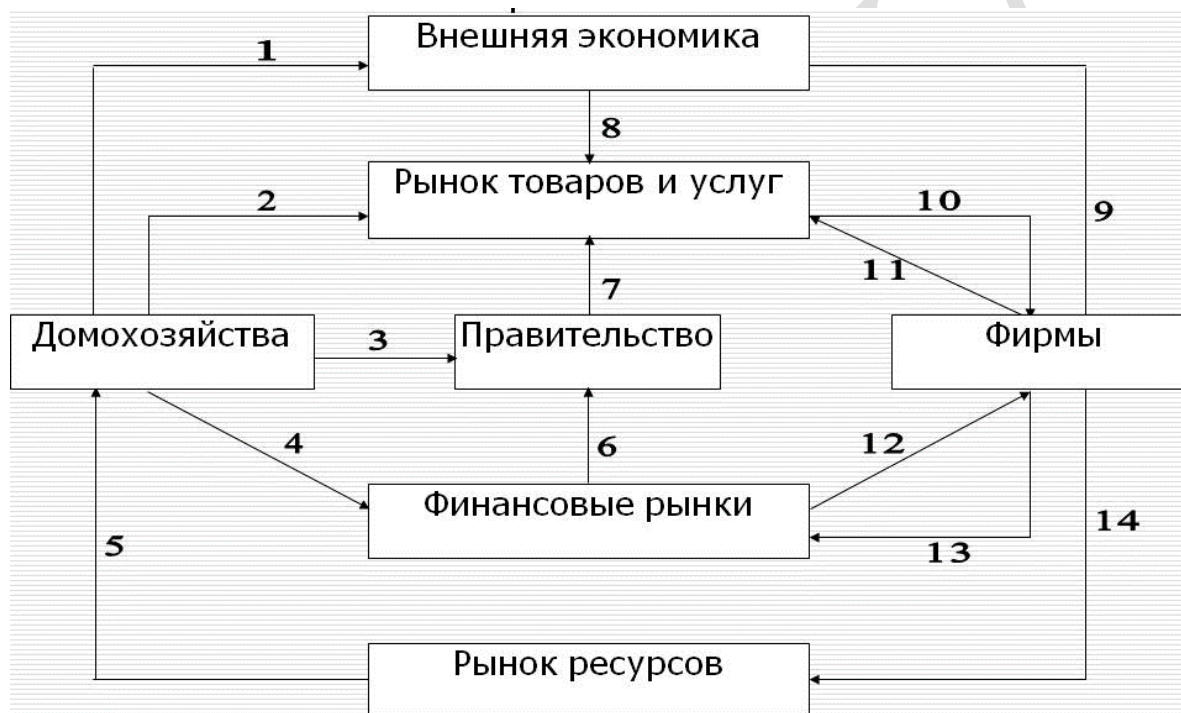 Внешняя экономика
1
8
Рынок товаров и услуг
2
10
9
11
7
Домохозяйства
3
Правительство
Фирмы
4
6
12
Финансовые рынки
14
5
13
Рынок ресурсов